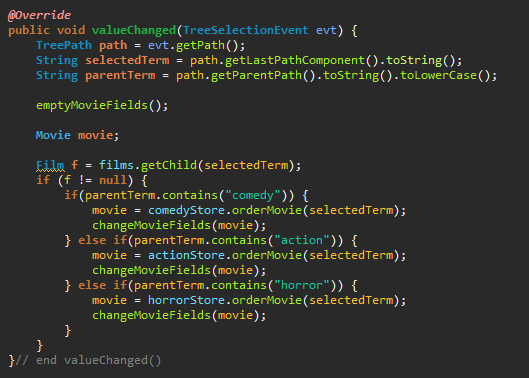 @Override
public void valueChanged(TreeSelectionEvent evt) {
    TreePath path = evt.getPath();
    String selectedTerm = path.getLastPathComponent().toString();
    String parentTerm = path.getParentPath().toString().toLowerCase();

    emptyMovieFields();

    Movie movie;

    Film f = films.getChild(selectedTerm);
    if (f != null) {
        if(parentTerm.contains("comedy")) {
            movie = comedyStore.orderMovie(selectedTerm);
            changeMovieFields(movie);
        } else if(parentTerm.contains("action")) {
            movie = actionStore.orderMovie(selectedTerm);
            changeMovieFields(movie);
        } else if(parentTerm.contains("horror")) {
            movie = horrorStore.orderMovie(selectedTerm);
            changeMovieFields(movie);
        }
    }
}// end valueChanged()